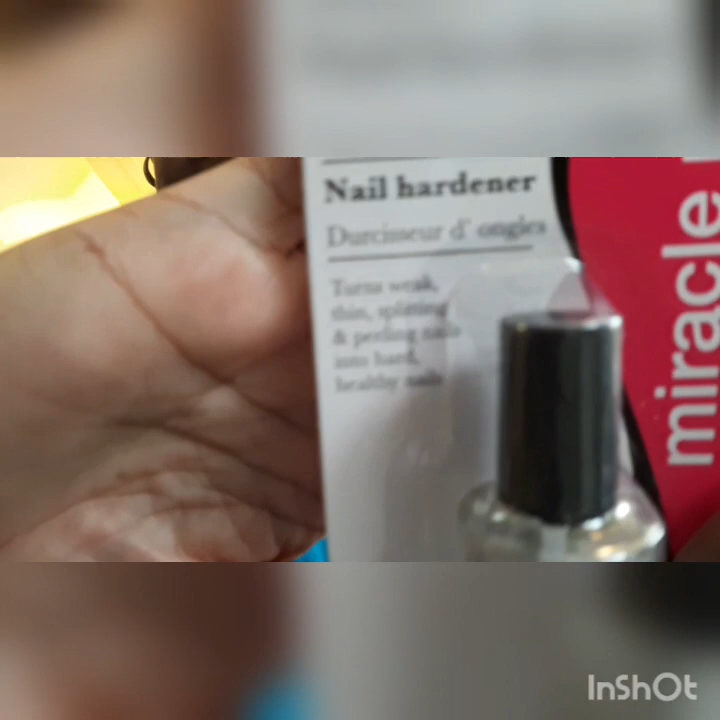 Nail hardener
Durcisseur d' ongles
Turns weak,
thin, splitting
& peeling nails
into hard,
healthy nails
miracle
InShOt